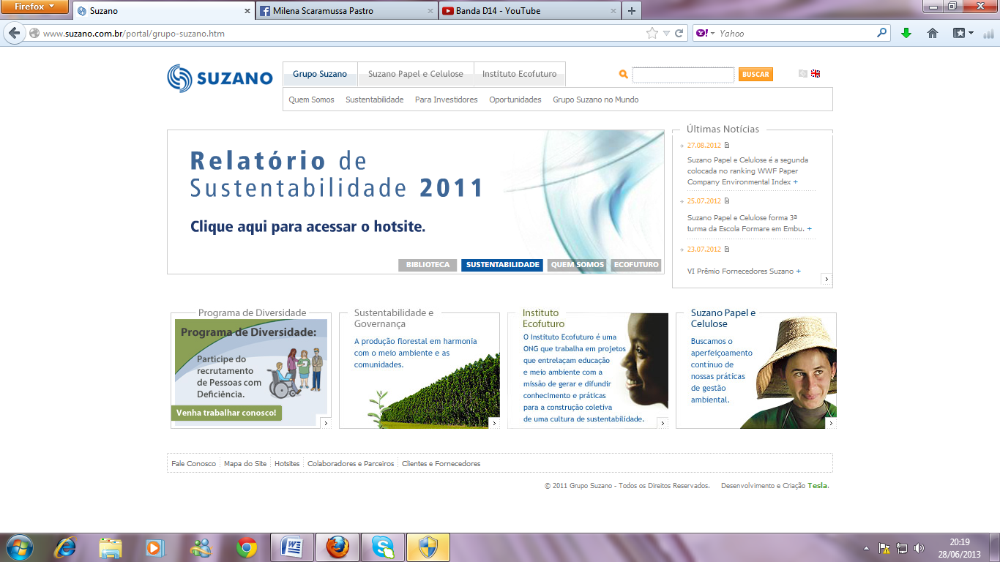 Firefox
Suzano
Milena Scaramussa Pastro
Banda D14 - YouTube
www.suzano.com.br/portal/grupo-suzano.htm
Yahoo
SUZANO
Grupo Suzano
Suzano Papel e Celulose
Instituto Ecofuturo
BUSCAR
Quem Somos
Sustentabilidade
Para Investidores
Oportunidades
Grupo Suzano no Mundo
Relatório de
Sustentabilidade 2011
Clique aqui para acessar o hotsite.
BIBLIOTECA
SUSTENTABILIDADE
QUEM SOMOS
ECOFUTURO
Últimas Notícias
27.08.2012
Suzano Papel e Celulose é a segunda
colocada no ranking WWF Paper
Company Environmental Index +
25.07.2012
Suzano Papel e Celulose forma 3ª
turma da Escola Formare em Embu. +
23.07.2012
VI Prêmio Fornecedores Suzano +
Programa de Diversidade
Programa de Diversidade:
Participe do
recrutamento
de Pessoas com
Deficiência.
Venha trabalhar conosco!
Sustentabilidade e
Governança
A produção florestal em harmonia
com o meio ambiente e as
comunidades.
Instituto
Ecofuturo
O Instituto Ecofuturo é uma
ONG que trabalha em projetos
que entrelaçam educação
e meio ambiente com a
missão de gerar e difundir
conhecimento e práticas
para a construção coletiva
de uma cultura de sustentabilidade.
Suzano Papel e
Celulose
Buscamos o
aperfeiçoamento
contínuo de
nossas práticas
de gestão
ambiental.
Fale Conosco
Mapa do Site
Hotsites
Colaboradores e Parceiros
Clientes e Fornecedores
© 2011 Grupo Suzano - Todos os Direitos Reservados.
Desenvolvimento e Criação Tesla.
20:19
28/06/2013